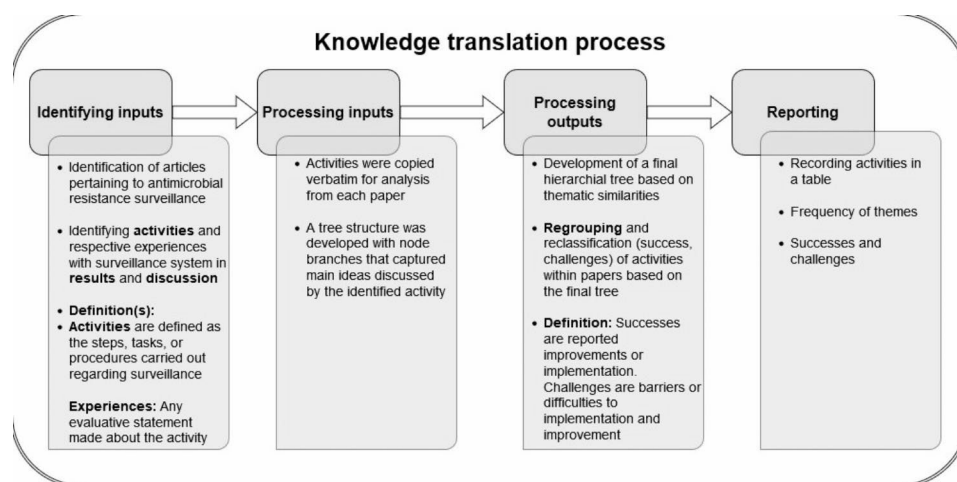 Knowledge translation process
Identifying inputs
• Identification of articles
pertaining to antimicrobial
resistance surveillance
• Identifying activities and
respective experiences
with surveillance system in
results and discussion
• Definition(s):
• Activities are defined as
the steps, tasks, or
procedures carried out
regarding surveillance
Experiences: Any
evaluative statement
made about the activity
Processing inputs
• Activities were copied
verbatim for analysis
from each paper
• A tree structure was
developed with node
branches that captured
main ideas discussed
by the identified activity
Processing
outputs
• Development of a final
hierarchial tree based on
thematic similarities
• Regrouping and
reclassification (success,
challenges) of activities
within papers based on
the final tree
• Definition: Successes
are reported
improvements or
implementation.
Challenges are barriers or
difficulties to
implementation and
improvement
Reporting
• Recording activities in
a table
• Frequency of themes
• Successes and
challenges